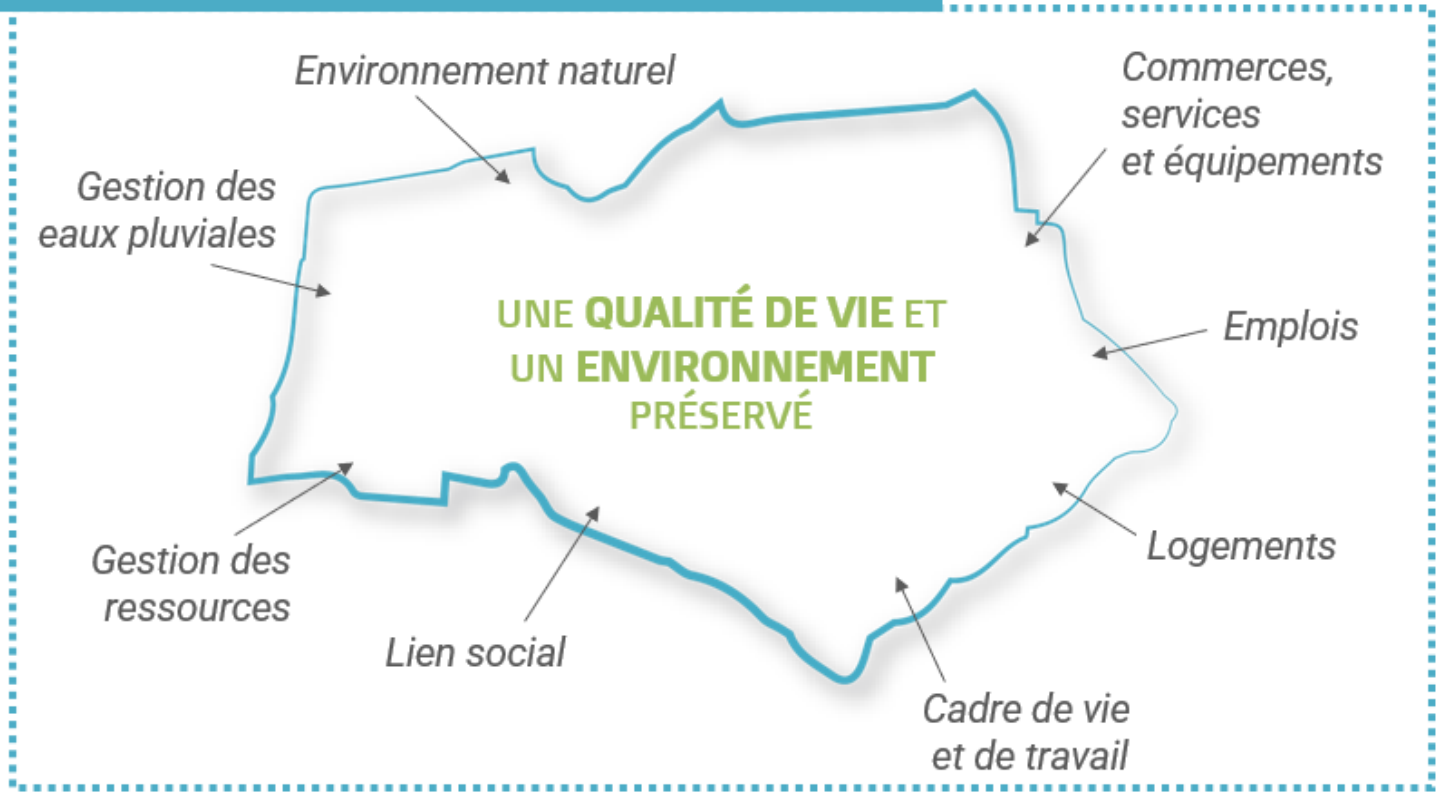 Environnement naturel
Commerces,
services
et équipements
Gestion des
eaux pluviales
UNE QUALITÉ DE VIE ET
UN ENVIRONNEMENT
PRÉSERVÉ
Emplois
Logements
Gestion des
ressources
Lien social
Cadre de vie
et de travail